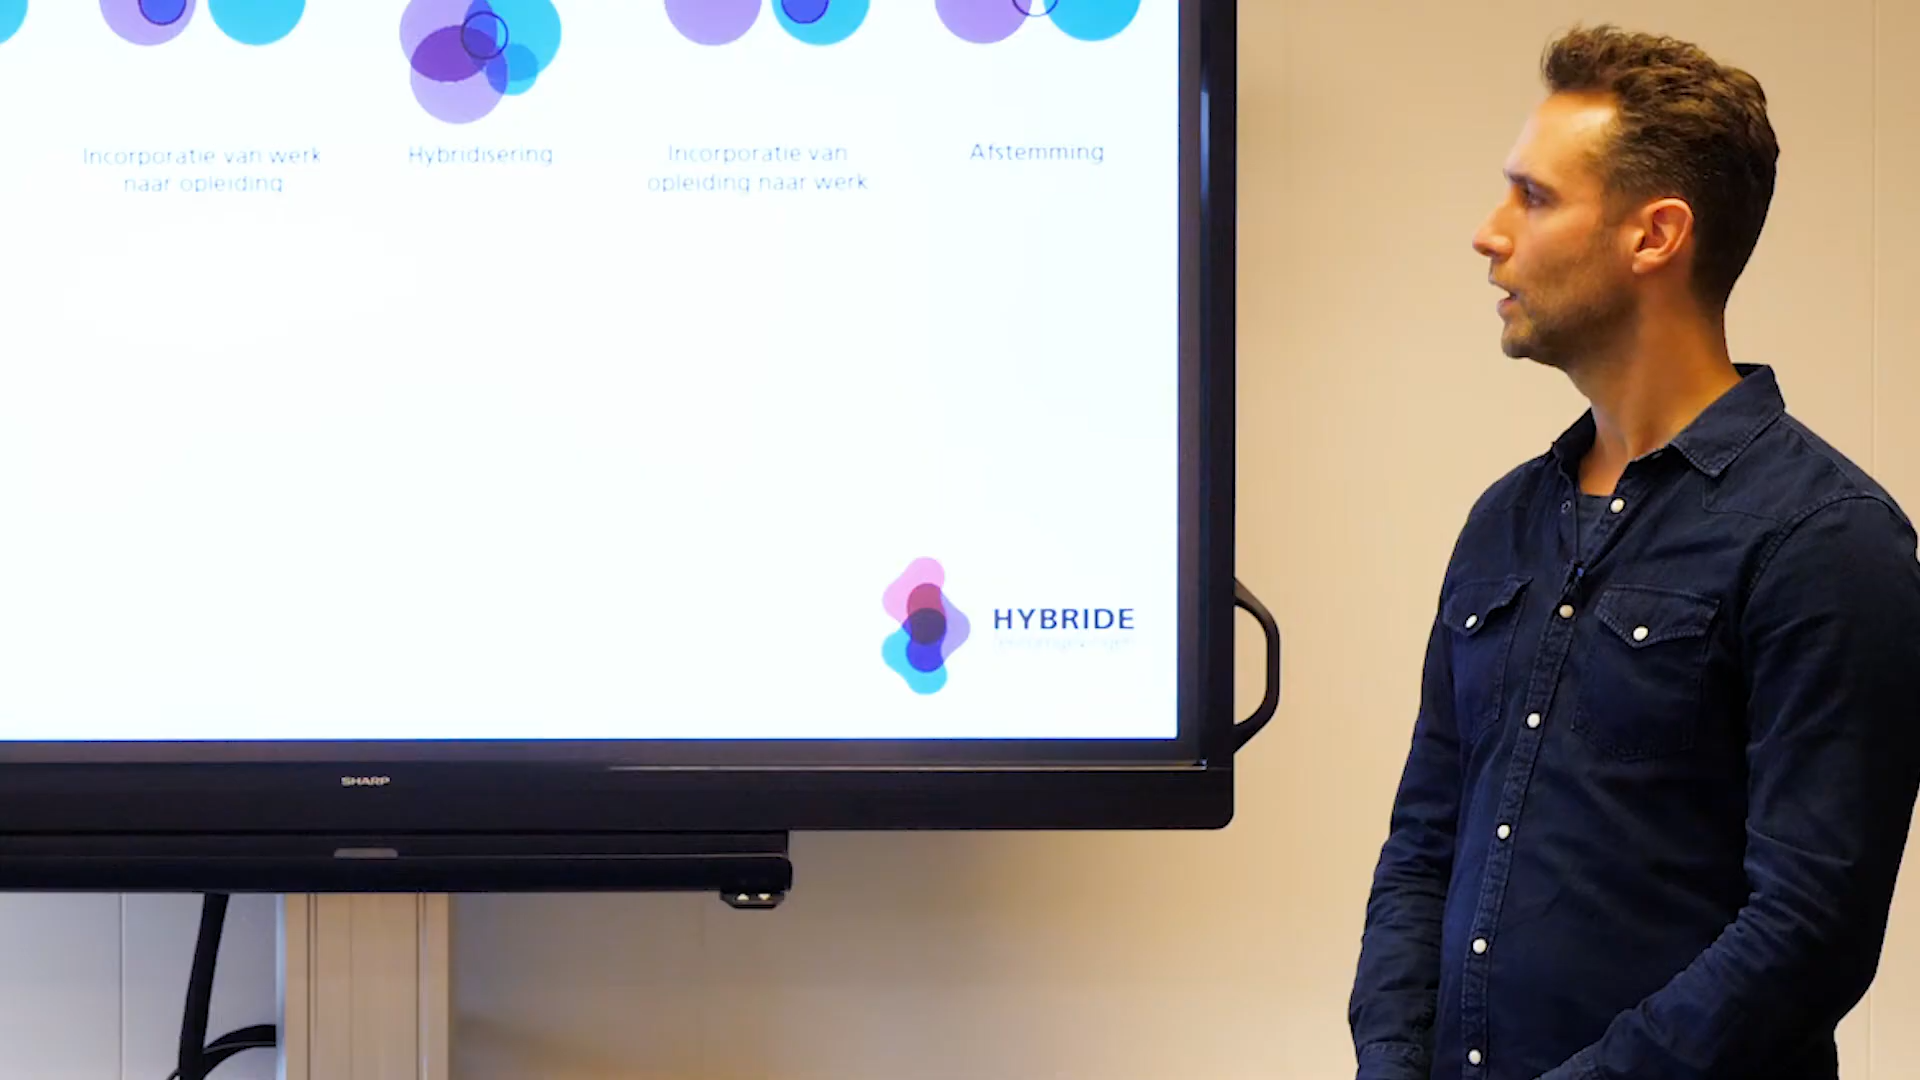 Incorporatie van werk
naar opleiding
Hybridisering
Incorporatie van
opleiding naar werk
Afstemming
HYBRIDE
SHARP